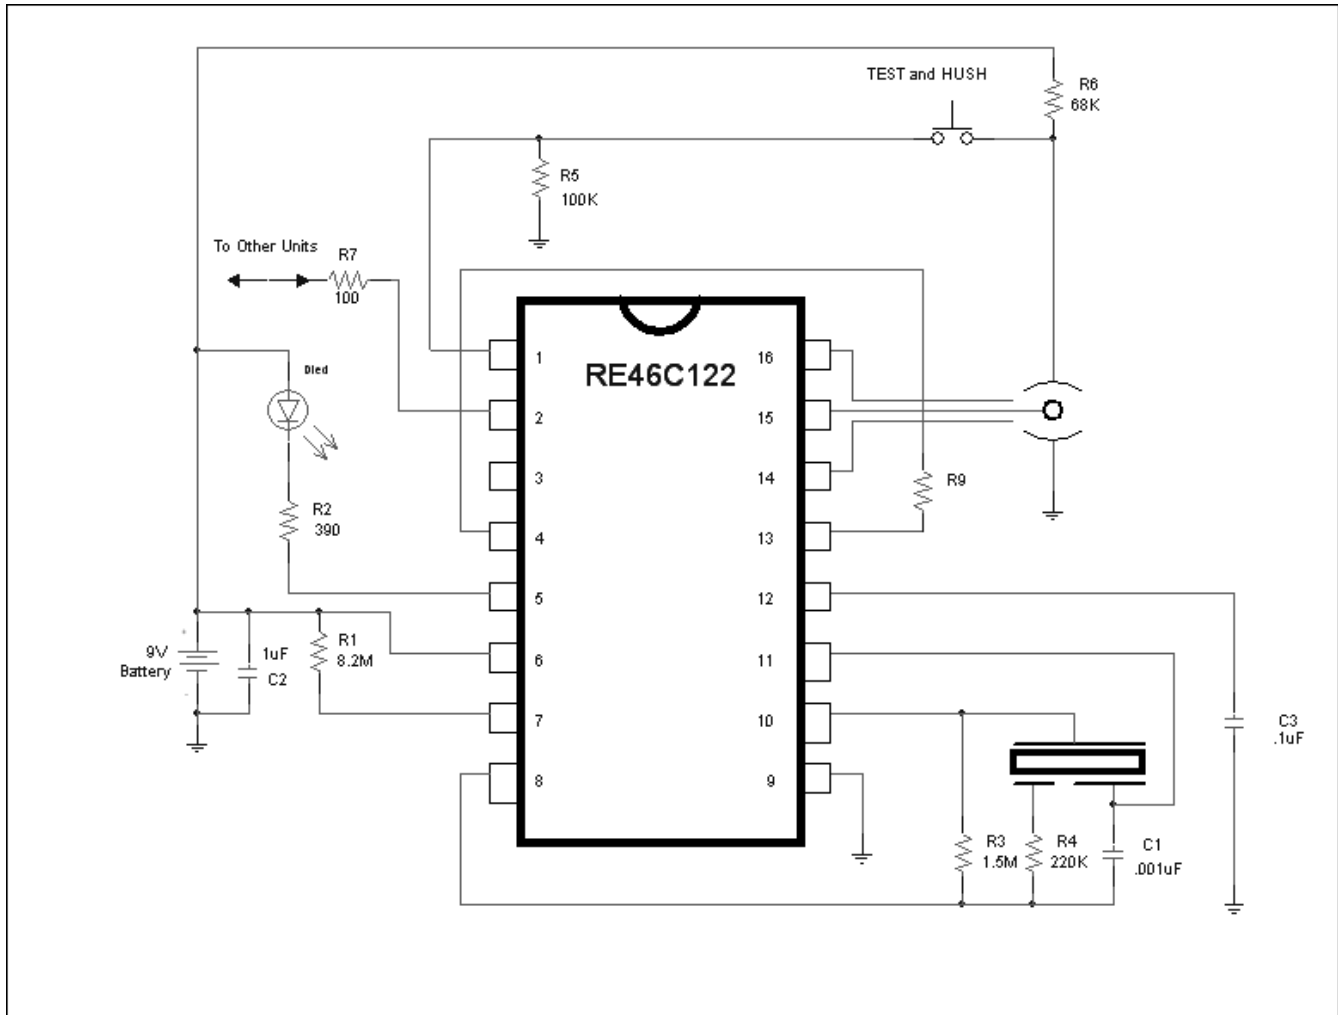 TEST and HUSH
R6
68K
R5
100K
To Other Units
R7
100
Dled
1
16
RE46C122
2
15
3
14
R9
R2
390
4
13
5
12
9V
Battery
1uF
C2
R1
8.2M
6
11
7
10
C3
.1uF
8
9
R3
1.5M
R4
220K
C1
.001uF